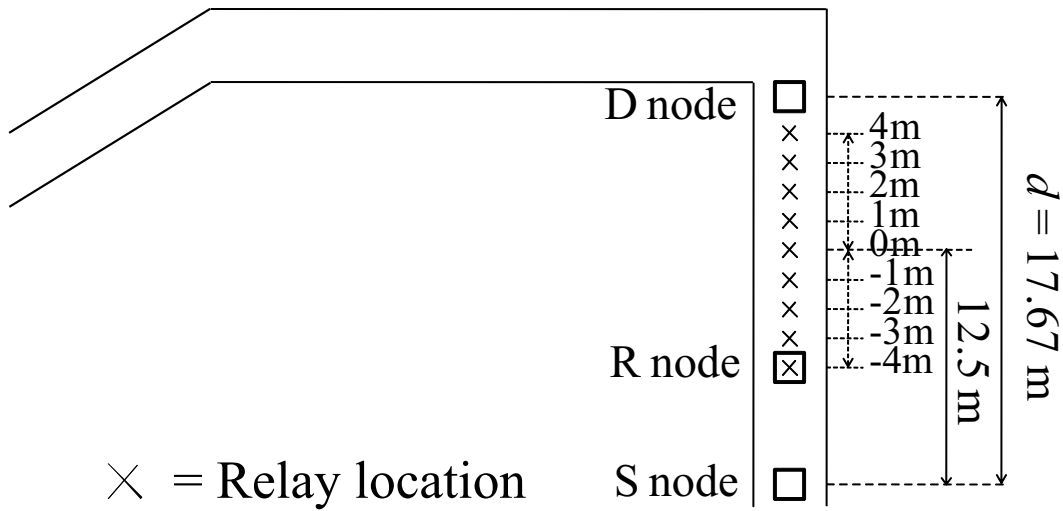 D node
4m
3m
2m
1m
0m
-1m
-2m
-3m
-4m
R node
S node
12.5 m
d = 17.67 m
× = Relay location